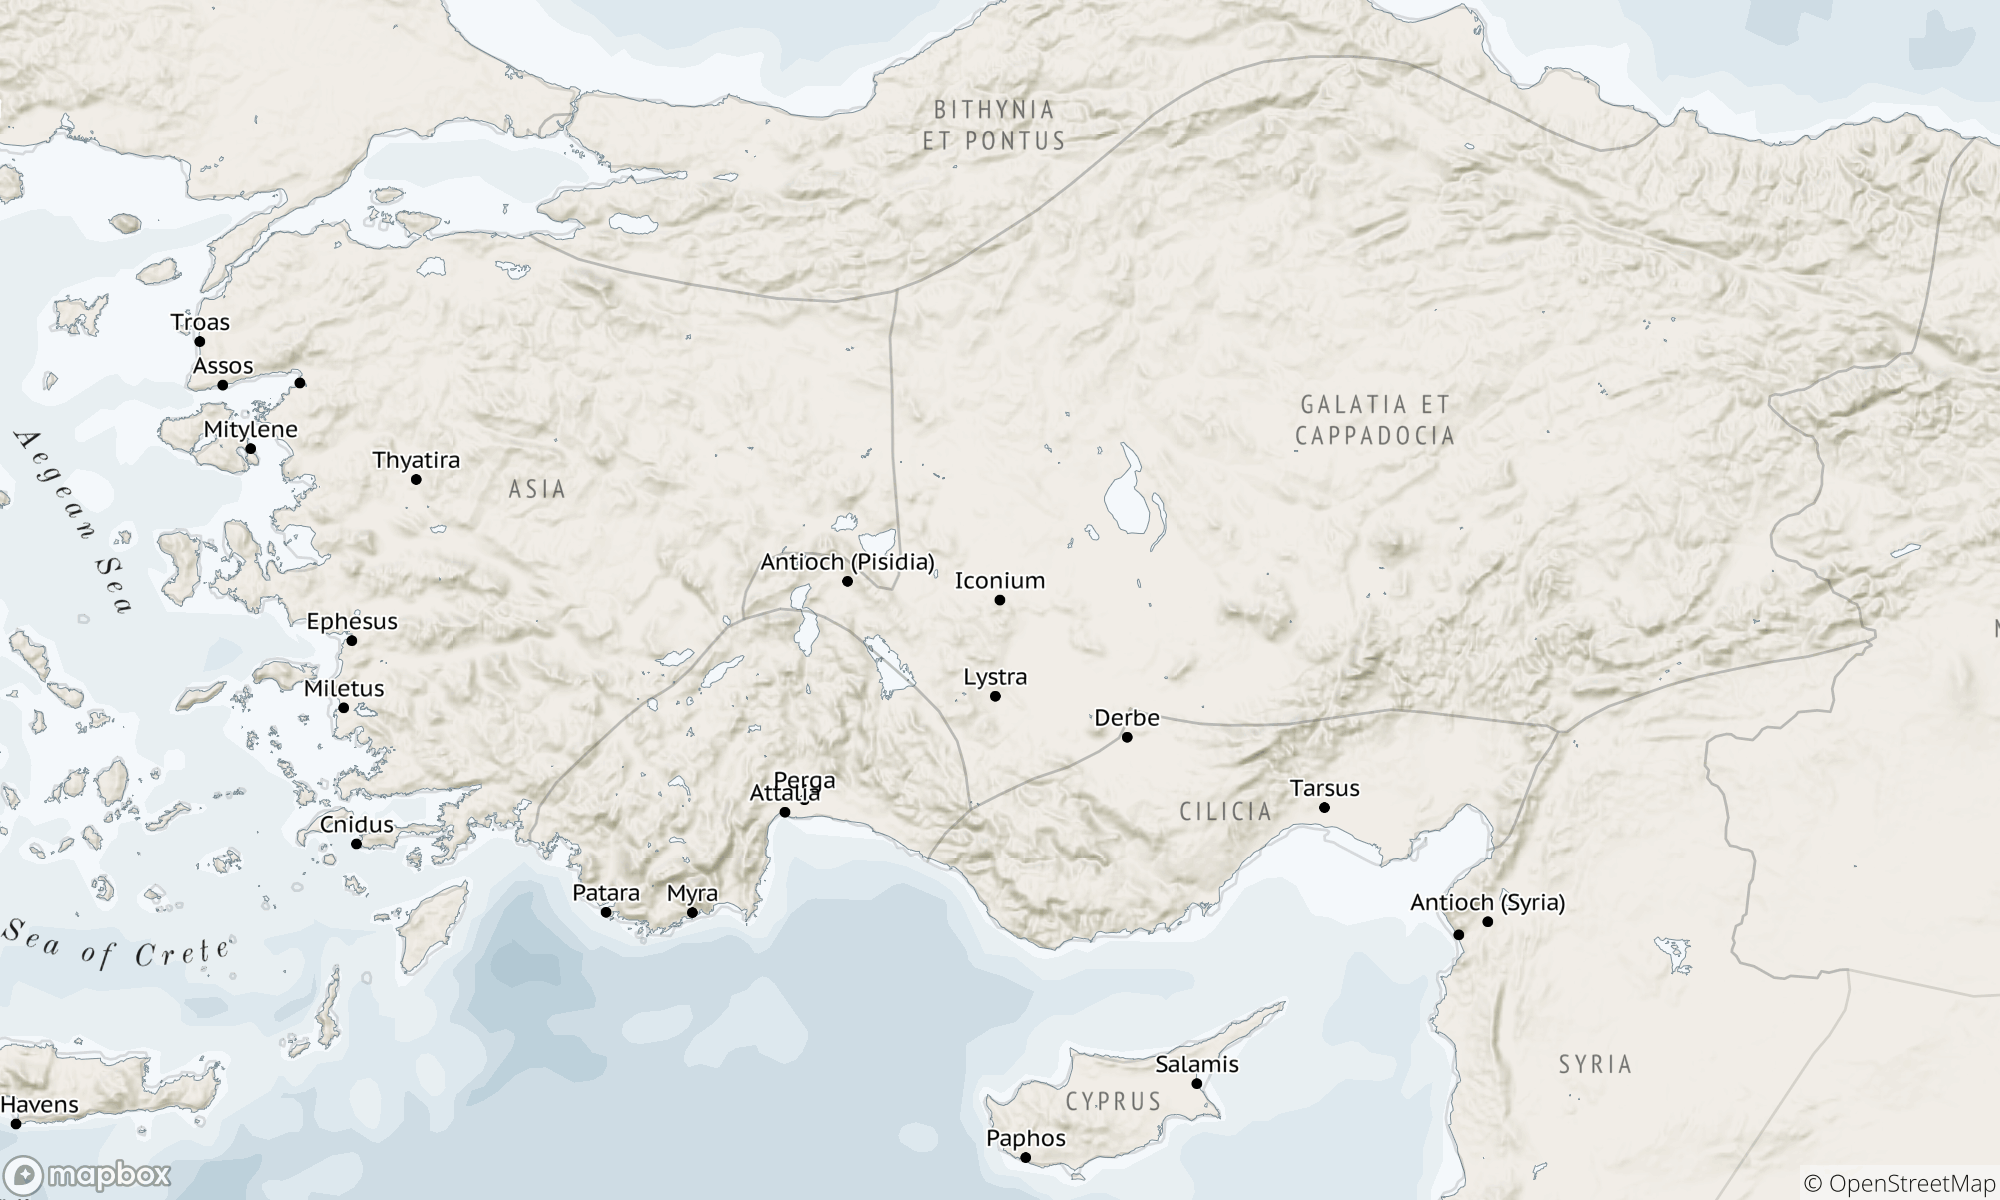 BITHYNIA
ET PONTUS
Troas
Assos
GALATIA ET
CAPPADOCIA
Mitylene
Thyatira
ASIA
Aegean Sea
Antioch (Pisidia)
Iconium
Ephesus
Lystra
Miletus
Derbe
Perga
Attalia
Tarsus
CILICIA
Cnidus
Patara
Myra
Antioch (Syria)
Sea of Crete
Salamis
SYRIA
CYPRUS
Havens
Paphos
mapbox
© OpenStreetMap